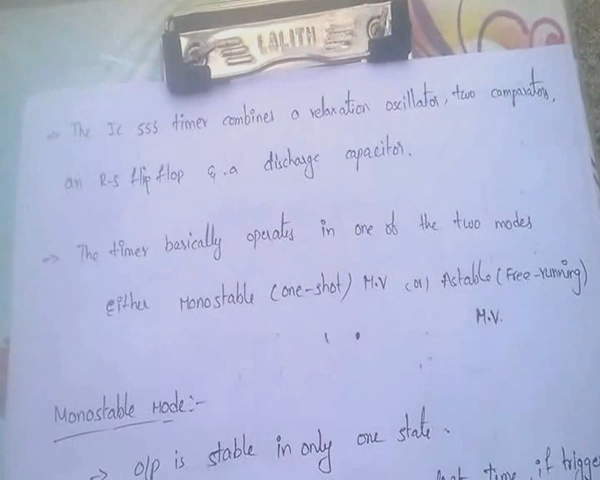 LALITH
→ The IC 555 timer combines a relaxation oscillator, two comparators,
an R-S flip flop & a discharge capacitor.
→ The timer basically operates in one of the two modes
either Monostable (one-shot) M.V (or) Astable (Free-running)
M.V.
Monostable Mode:-
→ O/p is stable in only one state.
time, if trigge